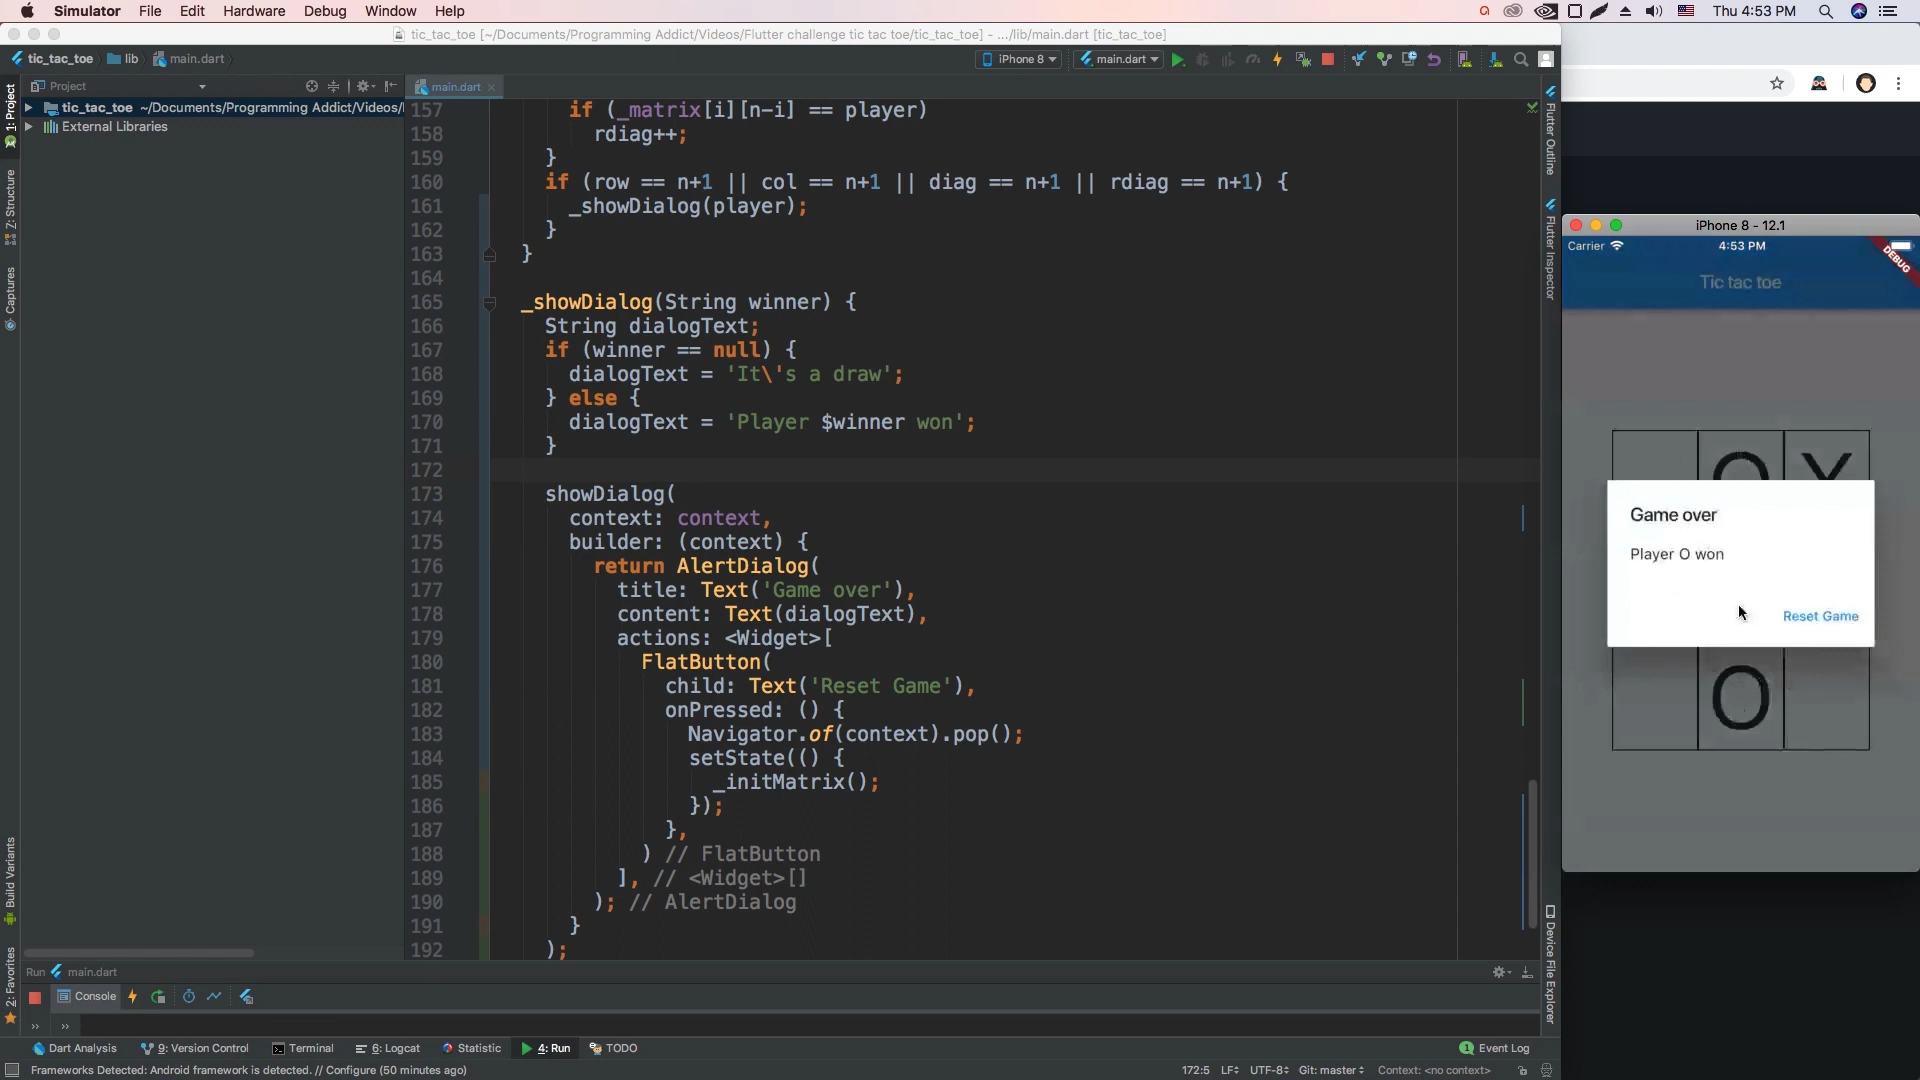 Simulator File Edit Hardware Debug Window Help
Thu 4:53 PM
tic_tac_toe [~/Documents/Programming Addict/Videos/Flutter challenge tic tac toe/tic_tac_toe] - .../lib/main.dart [tic_tac_toe]
tic_tac_toe lib main.dart
iPhone 8 main.dart
Project
main.dart
tic_tac_toe ~/Documents/Programming Addict/Videos/
External Libraries
1: Project
7: Structure
Captures
Build Variants
2: Favorites
157 if (_matrix[i][n-i] == player)
158 rdiag++;
159 }
160 if (row == n+1 || col == n+1 || diag == n+1 || rdiag == n+1) {
161 _showDialog(player);
162 }
163 }
164
165 _showDialog(String winner) {
166 String dialogText;
167 if (winner == null) {
168 dialogText = 'It\'s a draw';
169 } else {
170 dialogText = 'Player $winner won';
171 }
172
173 showDialog(
174 context: context,
175 builder: (context) {
176 return AlertDialog(
177 title: Text('Game over'),
178 content: Text(dialogText),
179 actions: <Widget>[
180 FlatButton(
181 child: Text('Reset Game'),
182 onPressed: () {
183 Navigator.of(context).pop();
184 setState(() {
185 _initMatrix();
186 });
187 },
188 ) // FlatButton
189 ], // <Widget>[]
190 ); // AlertDialog
191 }
192 );
Flutter Outline
Flutter Inspector
Device File Explorer
iPhone 8 - 12.1
Carrier 4:53 PM
DEBUG
Tic tac toe
O X
Game over
Player O won
Reset Game
O
Run main.dart
Console
» »
Dart Analysis 9: Version Control Terminal 6: Logcat Statistic 4: Run TODO
1 Event Log
Frameworks Detected: Android framework is detected. // Configure (50 minutes ago)
172:5 LF UTF-8 Git: master Context: <no context>